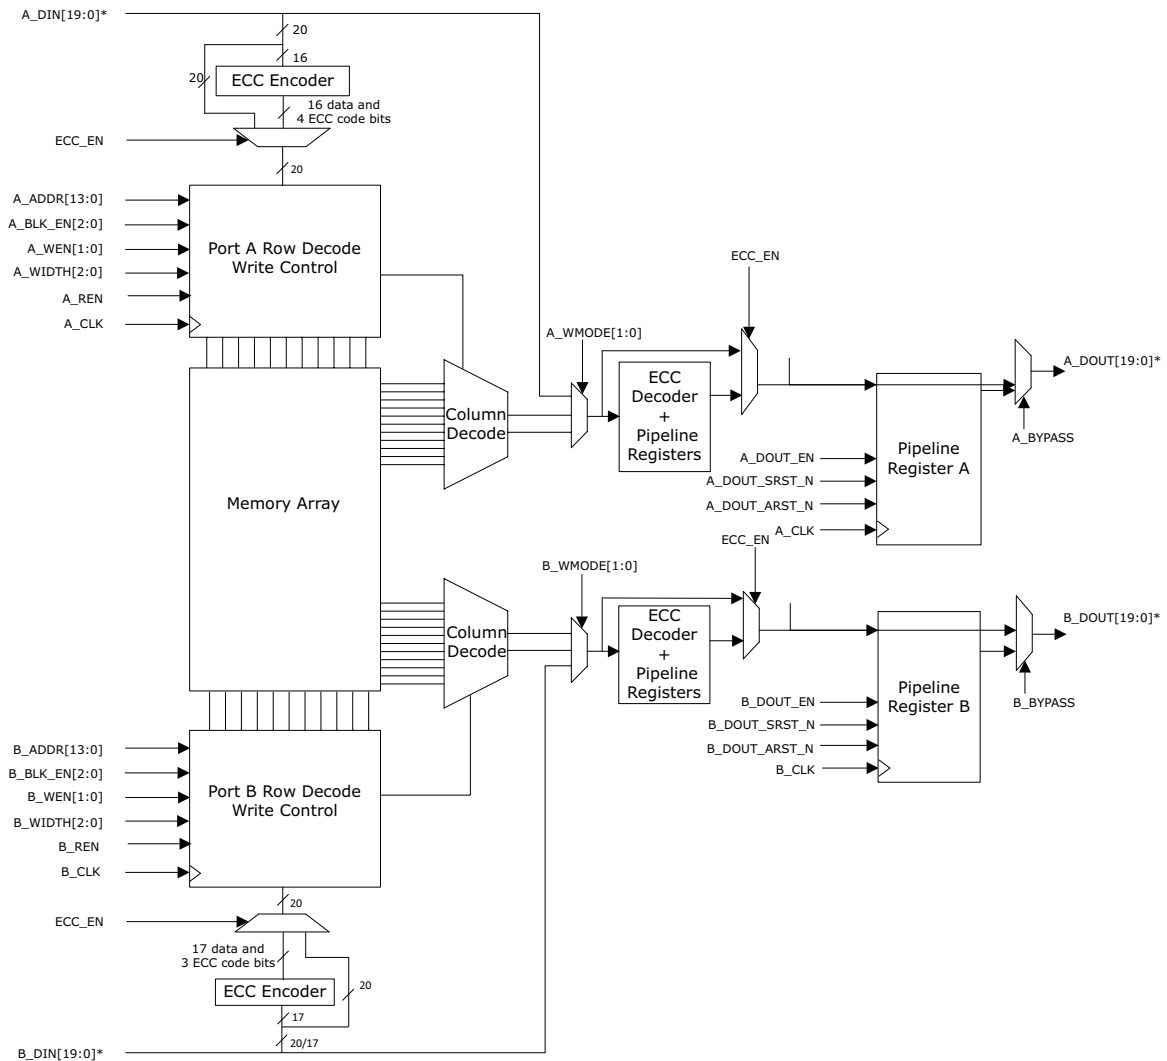 A_DIN[19:0]*
20
16
20
ECC Encoder
16 data and
4 ECC code bits
ECC_EN
20
A_ADDR[13:0]
A_BLK_EN[2:0]
A_WEN[1:0]
A_WIDTH[2:0]
A_REN
A_CLK
Port A Row Decode
Write Control
ECC_EN
A_WMODE[1:0]
Column
Decode
ECC
Decoder
+
Pipeline
Registers
A_DOUT[19:0]*
A_BYPASS
Pipeline
Register A
A_DOUT_EN
A_DOUT_SRST_N
A_DOUT_ARST_N
A_CLK
Memory Array
ECC_EN
B_WMODE[1:0]
Column
Decode
ECC
Decoder
+
Pipeline
Registers
B_DOUT[19:0]*
B_BYPASS
Pipeline
Register B
B_DOUT_EN
B_DOUT_SRST_N
B_DOUT_ARST_N
B_CLK
B_ADDR[13:0]
B_BLK_EN[2:0]
B_WEN[1:0]
B_WIDTH[2:0]
B_REN
B_CLK
Port B Row Decode
Write Control
20
ECC_EN
17 data and
3 ECC code bits
ECC Encoder
20
17
20/17
B_DIN[19:0]*